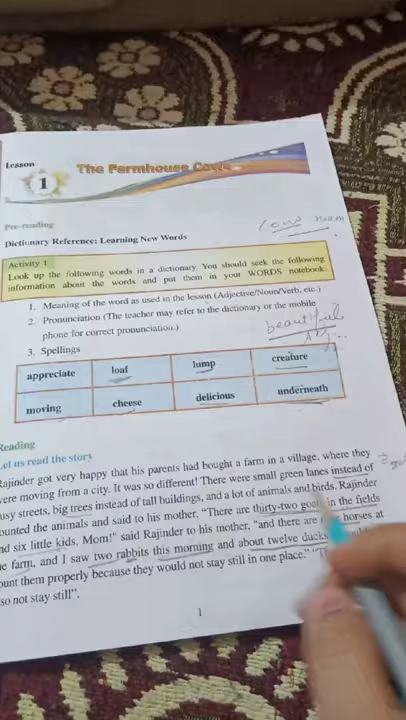 Lesson
1
The Farmhouse Cows
Pre-reading
cow noun
Dictionary Reference: Learning New Words
Activity 1
Look up the following words in a dictionary. You should seek the following
information about the words and put them in your WORDS notebook.
1. Meaning of the word as used in the lesson (Adjective/Noun/Verb, etc.)
2. Pronunciation (The teacher may refer to the dictionary or the mobile
phone for correct pronunciation.)
beautiful
3. Spellings
appreciate loaf lump creature
moving cheese delicious underneath
Reading
Let us read the story
Rajinder got very happy that his parents had bought a farm in a village, where they
were moving from a city. It was so different! There were small green lanes instead of
busy streets, big trees instead of tall buildings, and a lot of animals and birds. Rajinder
counted the animals and said to his mother, "There are thirty-two goats in the fields
and six little kids, Mom!" said Rajinder to his mother, "and there are horses at
the farm, and I saw two rabbits this morning and about twelve ducks
count them properly because they would not stay still in one place."
so not stay still".
1